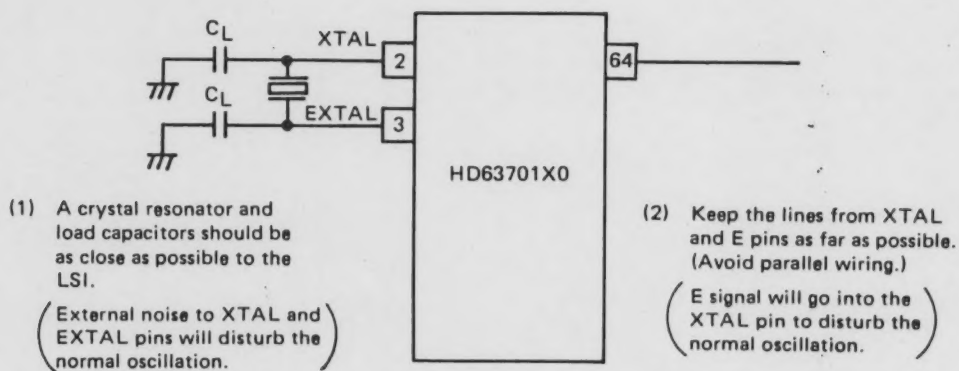 CL
XTAL
2
64
CL
EXTAL
3
HD63701X0
(1) A crystal resonator and
load capacitors should be
as close as possible to the
LSI.
(External noise to XTAL and
EXTAL pins will disturb the
normal oscillation.)
(2) Keep the lines from XTAL
and E pins as far as possible.
(Avoid parallel wiring.)
(E signal will go into the
XTAL pin to disturb the
normal oscillation.)